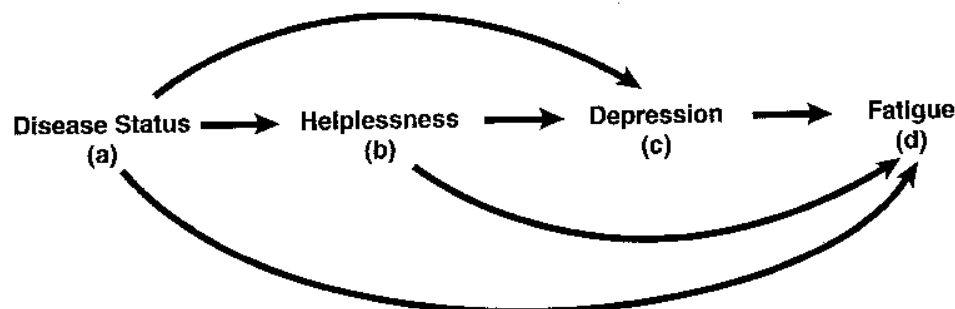 Disease Status
(a)
Helplessness
(b)
Depression
(c)
Fatigue
(d)